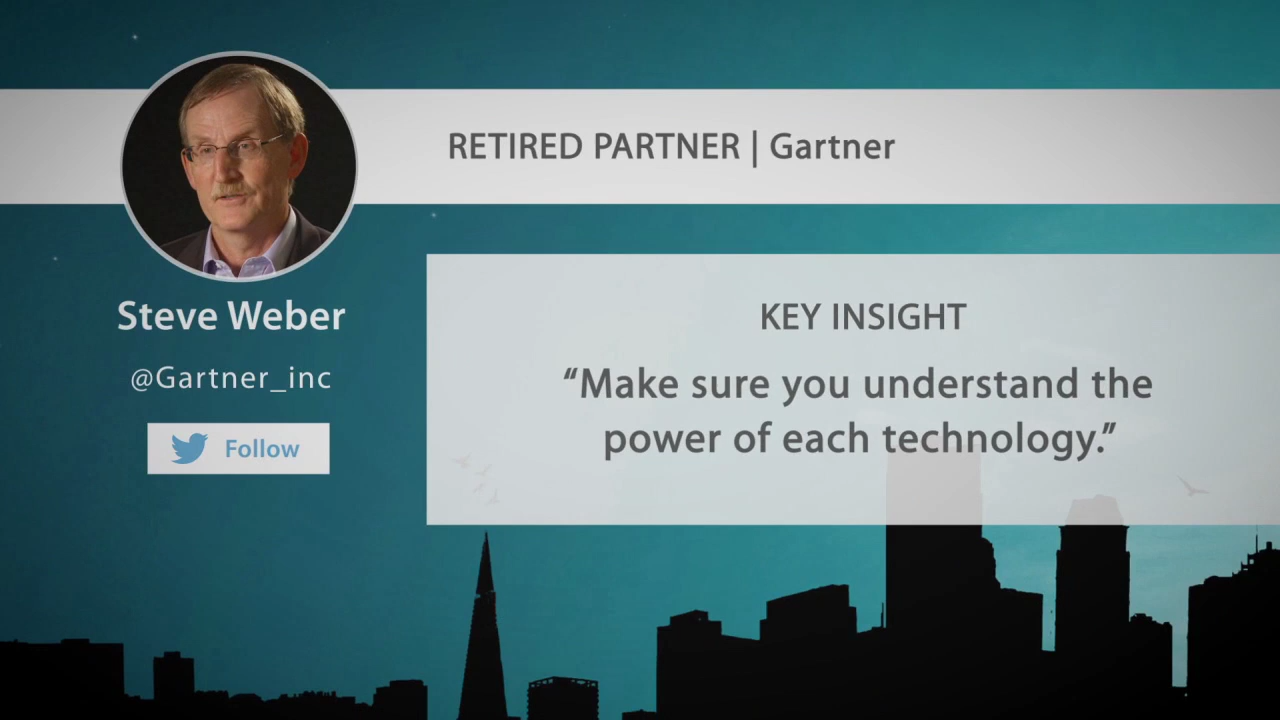 RETIRED PARTNER | Gartner
Steve Weber
@Gartner_inc
Follow
KEY INSIGHT
“Make sure you understand the
power of each technology.”